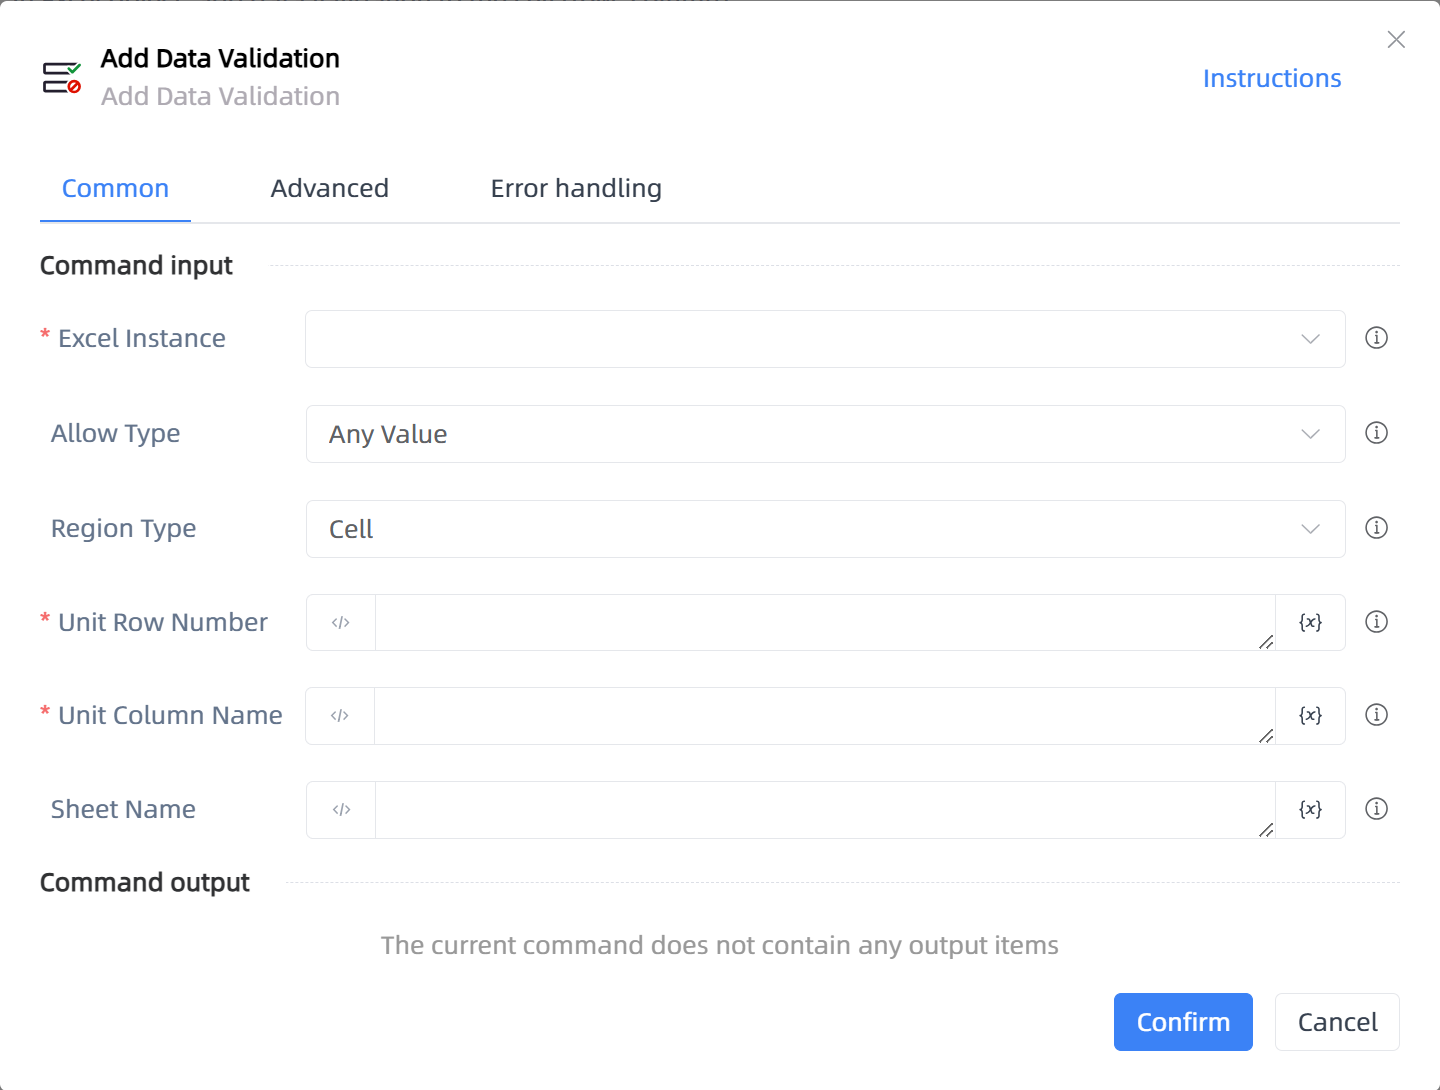 Add Data Validation
Add Data Validation
Instructions
Common
Advanced
Error handling
Command input
* Excel Instance
Allow Type
Any Value
Region Type
Cell
* Unit Row Number
</>
{x}
* Unit Column Name
</>
{x}
Sheet Name
</>
{x}
Command output
The current command does not contain any output items
Confirm
Cancel